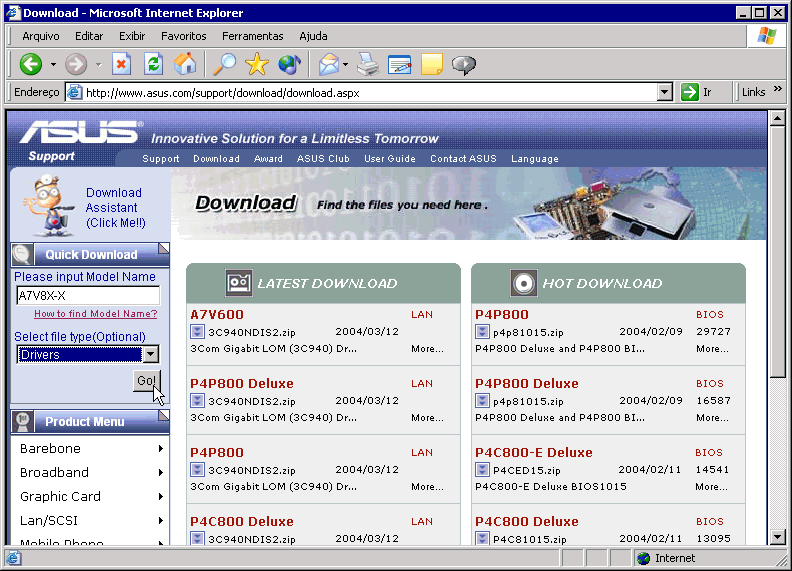 Download - Microsoft Internet Explorer
Arquivo Editar Exibir Favoritos Ferramentas Ajuda
Endereço http://www.asus.com/support/download/download.aspx Ir Links »
ASUS® Innovative Solution for a Limitless Tomorrow
Support
Support Download Award ASUS Club User Guide Contact ASUS Language
Download
Assistant
(Click Me!!)
Download Find the files you need here .
Quick Download
Please input Model Name
A7V8X-X
How to find Model Name?
Select file type(Optional)
Drivers
Go!
Product Menu
Barebone
Broadband
Graphic Card
Lan/SCSI
Mobile Phone
LATEST DOWNLOAD
A7V600 LAN
3C940NDIS2.zip 2004/03/12
3Com Gigabit LOM (3C940) Dr... More...
P4P800 Deluxe LAN
3C940NDIS2.zip 2004/03/12
3Com Gigabit LOM (3C940) Dr... More...
P4P800 LAN
3C940NDIS2.zip 2004/03/12
3Com Gigabit LOM (3C940) Dr... More...
P4C800 Deluxe LAN
3C940NDIS2.zip 2004/03/12
HOT DOWNLOAD
P4P800 BIOS
p4p81015.zip 2004/02/09 29727
P4P800 Deluxe and P4P800 BI... More...
P4P800 Deluxe BIOS
p4p81015.zip 2004/02/09 16587
P4P800 Deluxe and P4P800 BI... More...
P4C800-E Deluxe BIOS
P4CED15.zip 2004/02/11 14541
P4C800-E Deluxe BIOS1015 More...
P4C800 Deluxe BIOS
P4C81015.zip 2004/02/11 13095
Internet